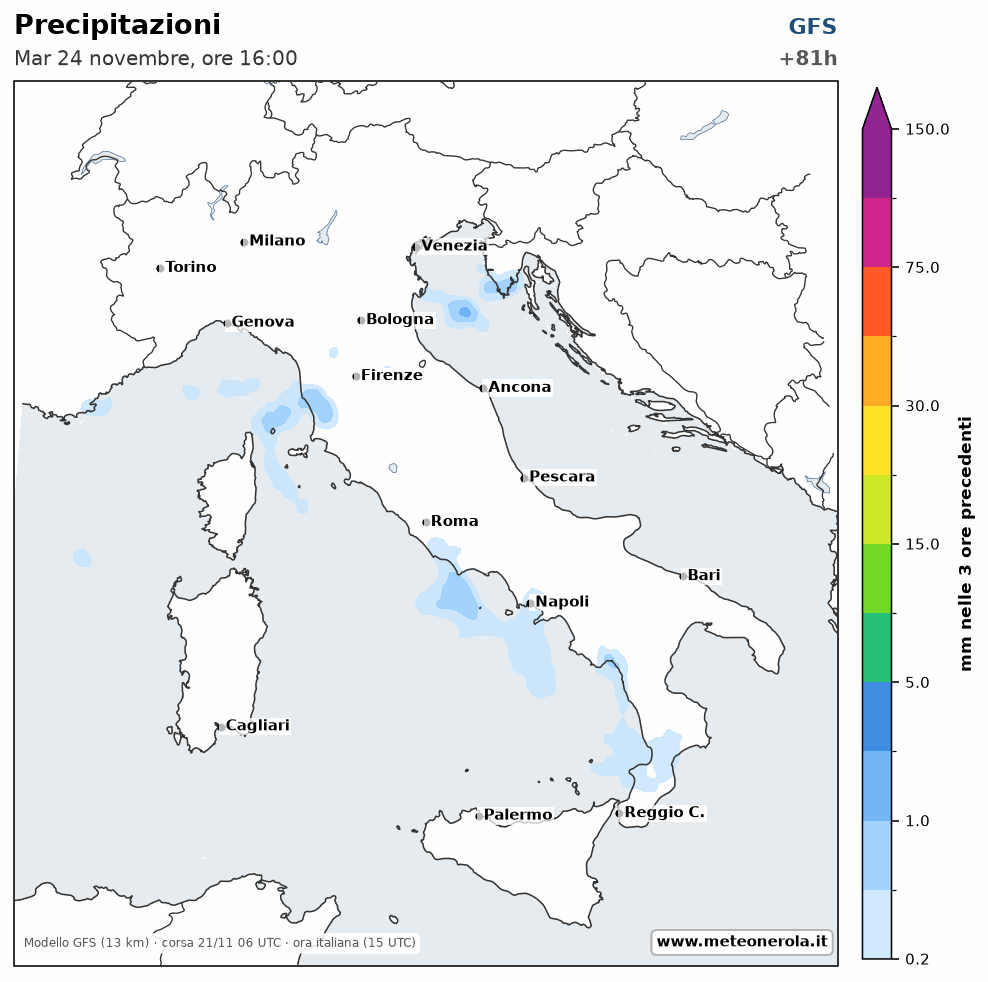 Precipitazioni
GFS
Mar 24 novembre, ore 16:00
+81h
150.0
75.0
30.0
15.0
5.0
1.0
0.2
mm nelle 3 ore precedenti
Milano
Venezia
Torino
Genova
Bologna
Firenze
Ancona
Pescara
Roma
Bari
Napoli
Cagliari
Palermo
Reggio C.
Modello GFS (13 km) · corsa 21/11 06 UTC · ora italiana (15 UTC)
www.meteonerola.it